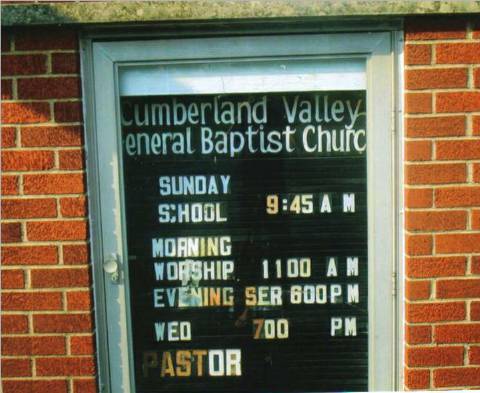 Cumberland Valley
eneral Baptist Churc
SUNDAY
SCHOOL 9:45 A M
MORNING
WORSHIP 1100 A M
EVENING SER 600 PM
WED 700 PM
PASTOR